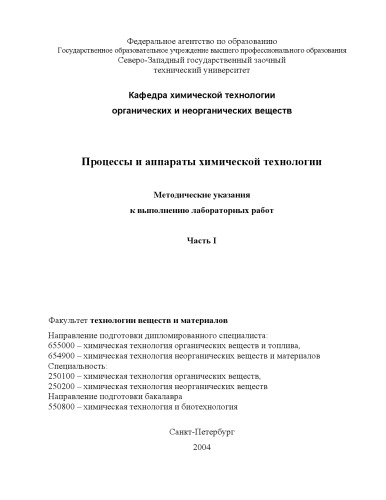 Федеральное агентство по образованию
Государственное образовательное учреждение высшего профессионального образования
Северо-Западный государственный заочный
технический университет
Кафедра химической технологии
органических и неорганических веществ
Процессы и аппараты химической технологии
Методические указания
к выполнению лабораторных работ
Часть I
Факультет технологии веществ и материалов
Направление подготовки дипломированного специалиста:
655000 – химическая технология органических веществ и топлива,
654900 – химическая технология неорганических веществ и материалов
Специальность:
250100 – химическая технология органических веществ,
250200 – химическая технология неорганических веществ
Направление подготовки бакалавра
550800 – химическая технология и биотехнология
Санкт-Петербург
2004